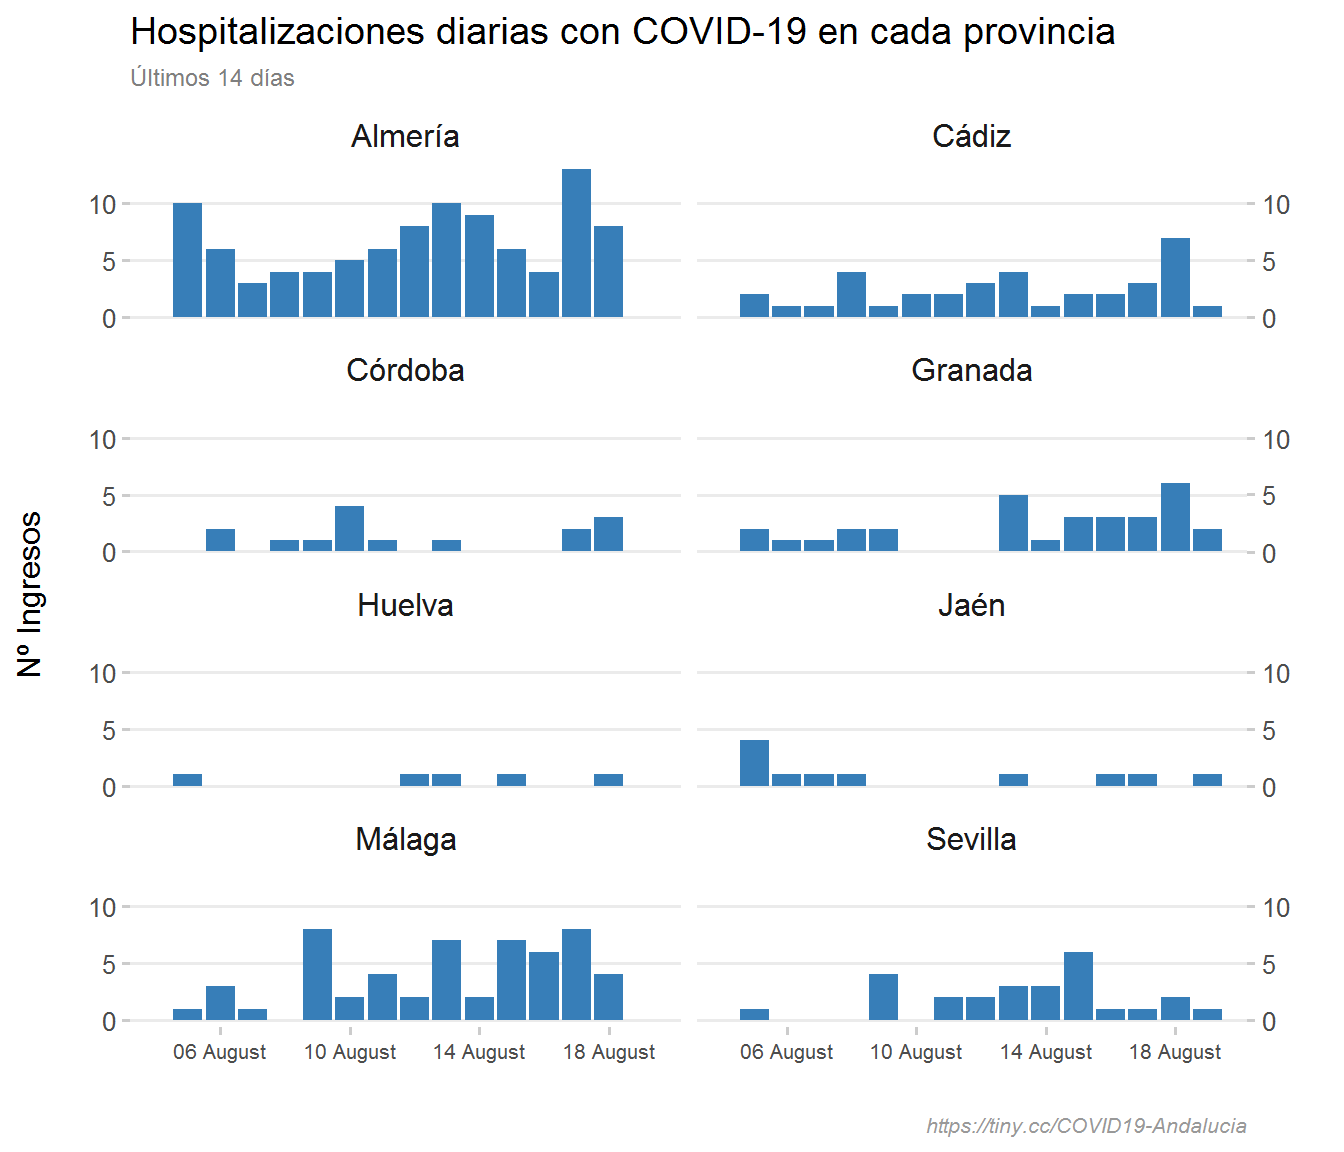 Hospitalizaciones diarias con COVID-19 en cada provincia
Últimos 14 días
Almería
Cádiz
10
5
0
10
5
0
Córdoba
Granada
10
5
0
10
5
0
Nº Ingresos
Huelva
Jaén
10
5
0
10
5
0
Málaga
Sevilla
10
5
0
10
5
0
06 August 10 August 14 August 18 August
06 August 10 August 14 August 18 August
https://tiny.cc/COVID19-Andalucia